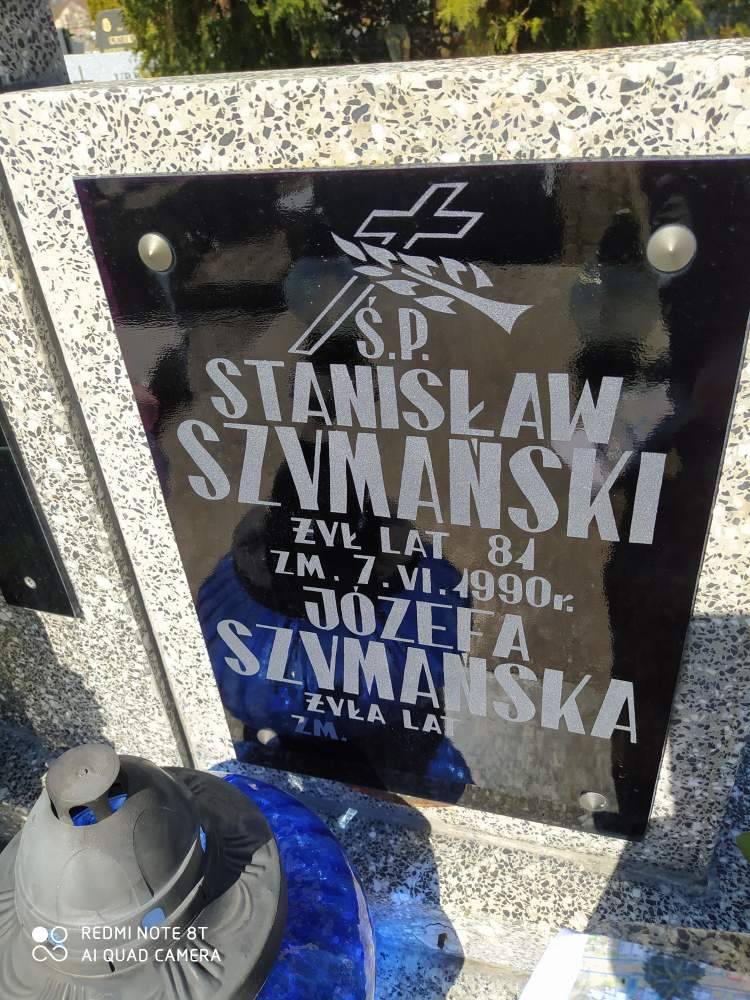 Ś.P.
STANISŁAW
SZYMAŃSKI
ŻYŁ LAT 81
ZM. 7. VI. 1990r.
JÓZEFA
SZYMAŃSKA
ŻYŁA LAT
ZM.
REDMI NOTE 8T
AI QUAD CAMERA